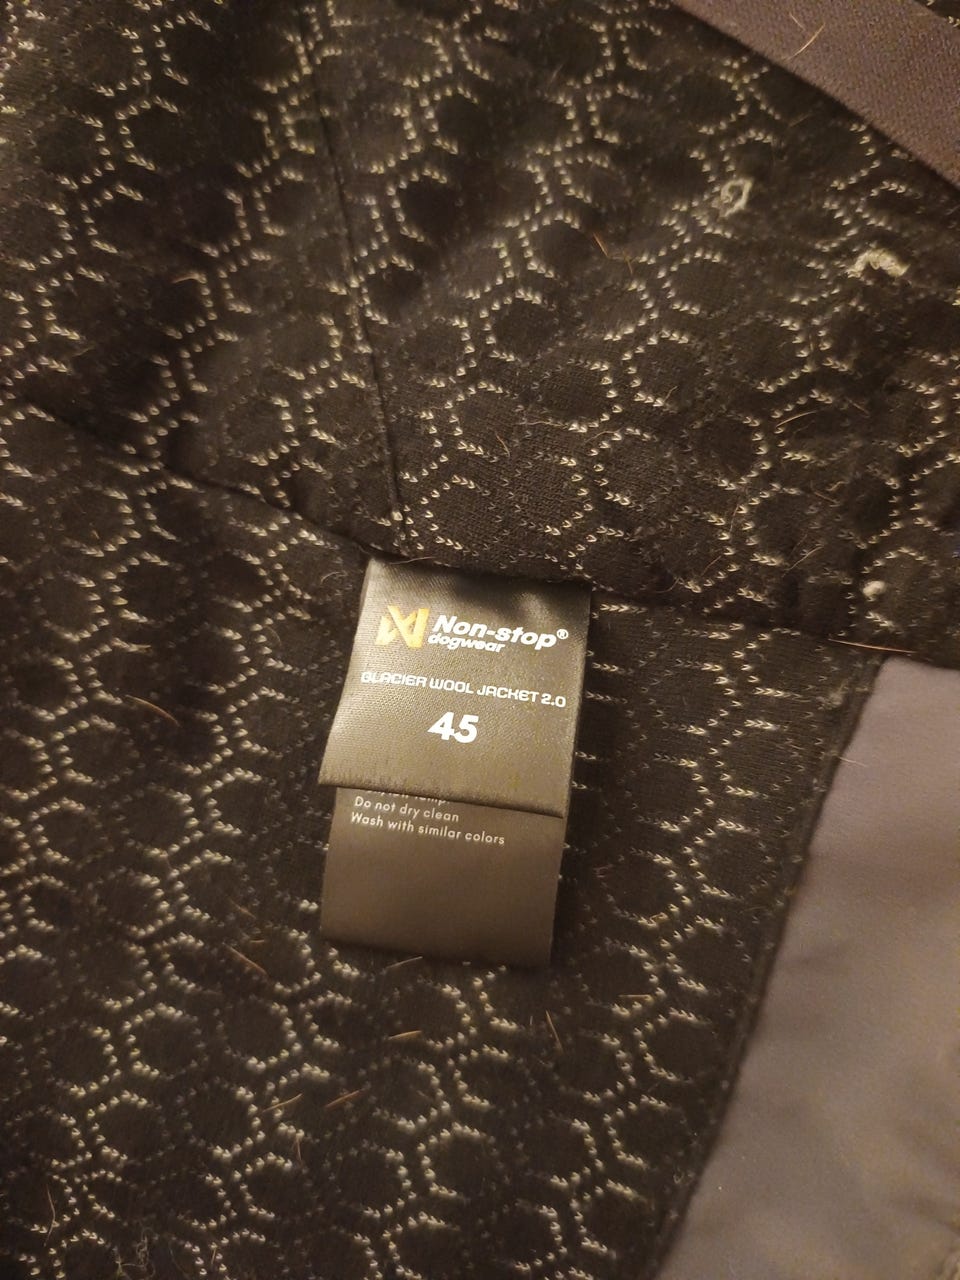 Non-stop®
dogwear
GLACIER WOOL JACKET 2.0
45
Do not dry clean
Wash with similar colors